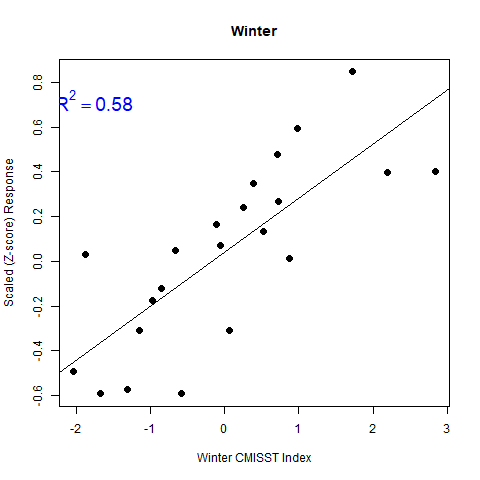 Winter
R² = 0.58
Scaled (Z-score) Response
0.8
0.6
0.4
0.2
0.0
-0.2
-0.4
-0.6
-2 -1 0 1 2 3
Winter CMISST Index